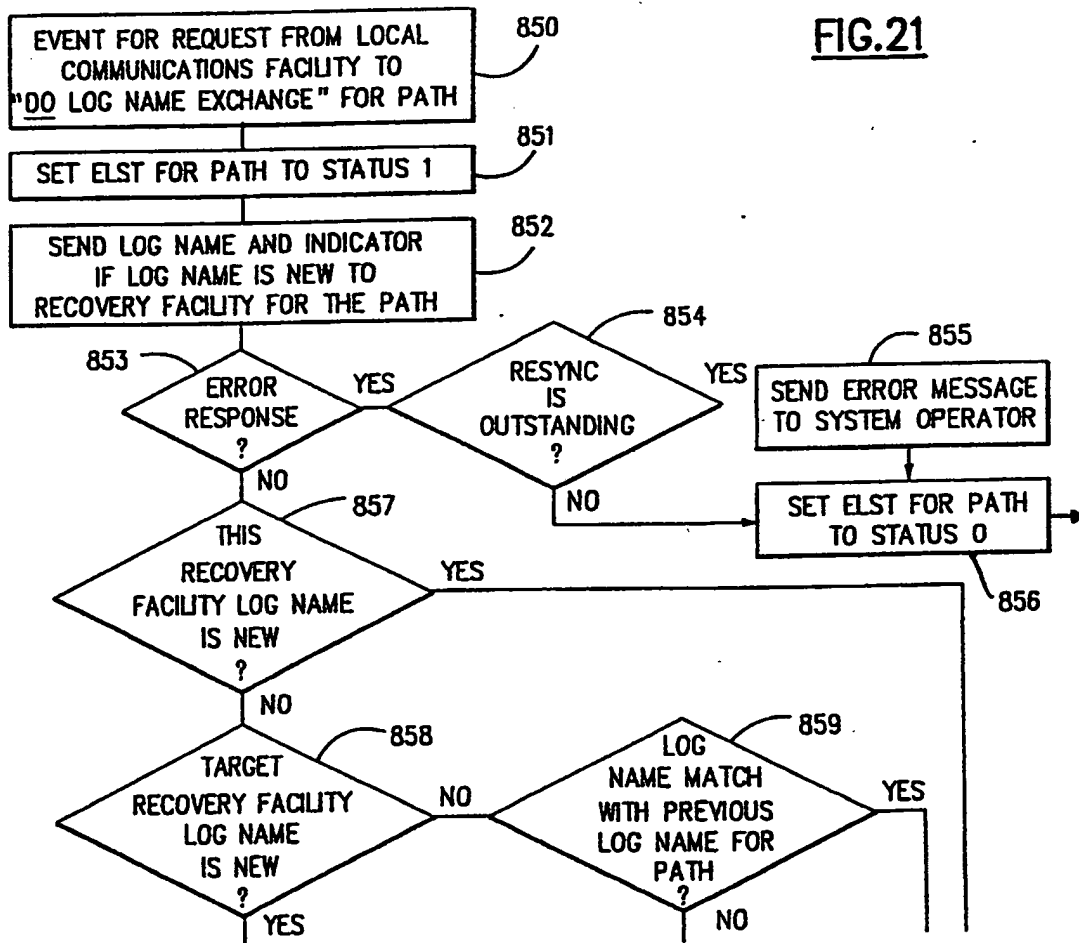 FIG.21
850
EVENT FOR REQUEST FROM LOCAL
COMMUNICATIONS FACILITY TO
"DO LOG NAME EXCHANGE" FOR PATH
851
SET ELST FOR PATH TO STATUS 1
852
SEND LOG NAME AND INDICATOR
IF LOG NAME IS NEW TO
RECOVERY FACILITY FOR THE PATH
853
ERROR
RESPONSE
?
YES
NO
854
RESYNC
IS
OUTSTANDING
?
YES
NO
855
SEND ERROR MESSAGE
TO SYSTEM OPERATOR
SET ELST FOR PATH
TO STATUS 0
856
857
THIS
RECOVERY
FACILITY LOG NAME
IS NEW
?
YES
NO
858
TARGET
RECOVERY FACILITY
LOG NAME
IS NEW
?
NO
YES
859
LOG
NAME MATCH
WITH PREVIOUS
LOG NAME FOR
PATH
?
YES
NO